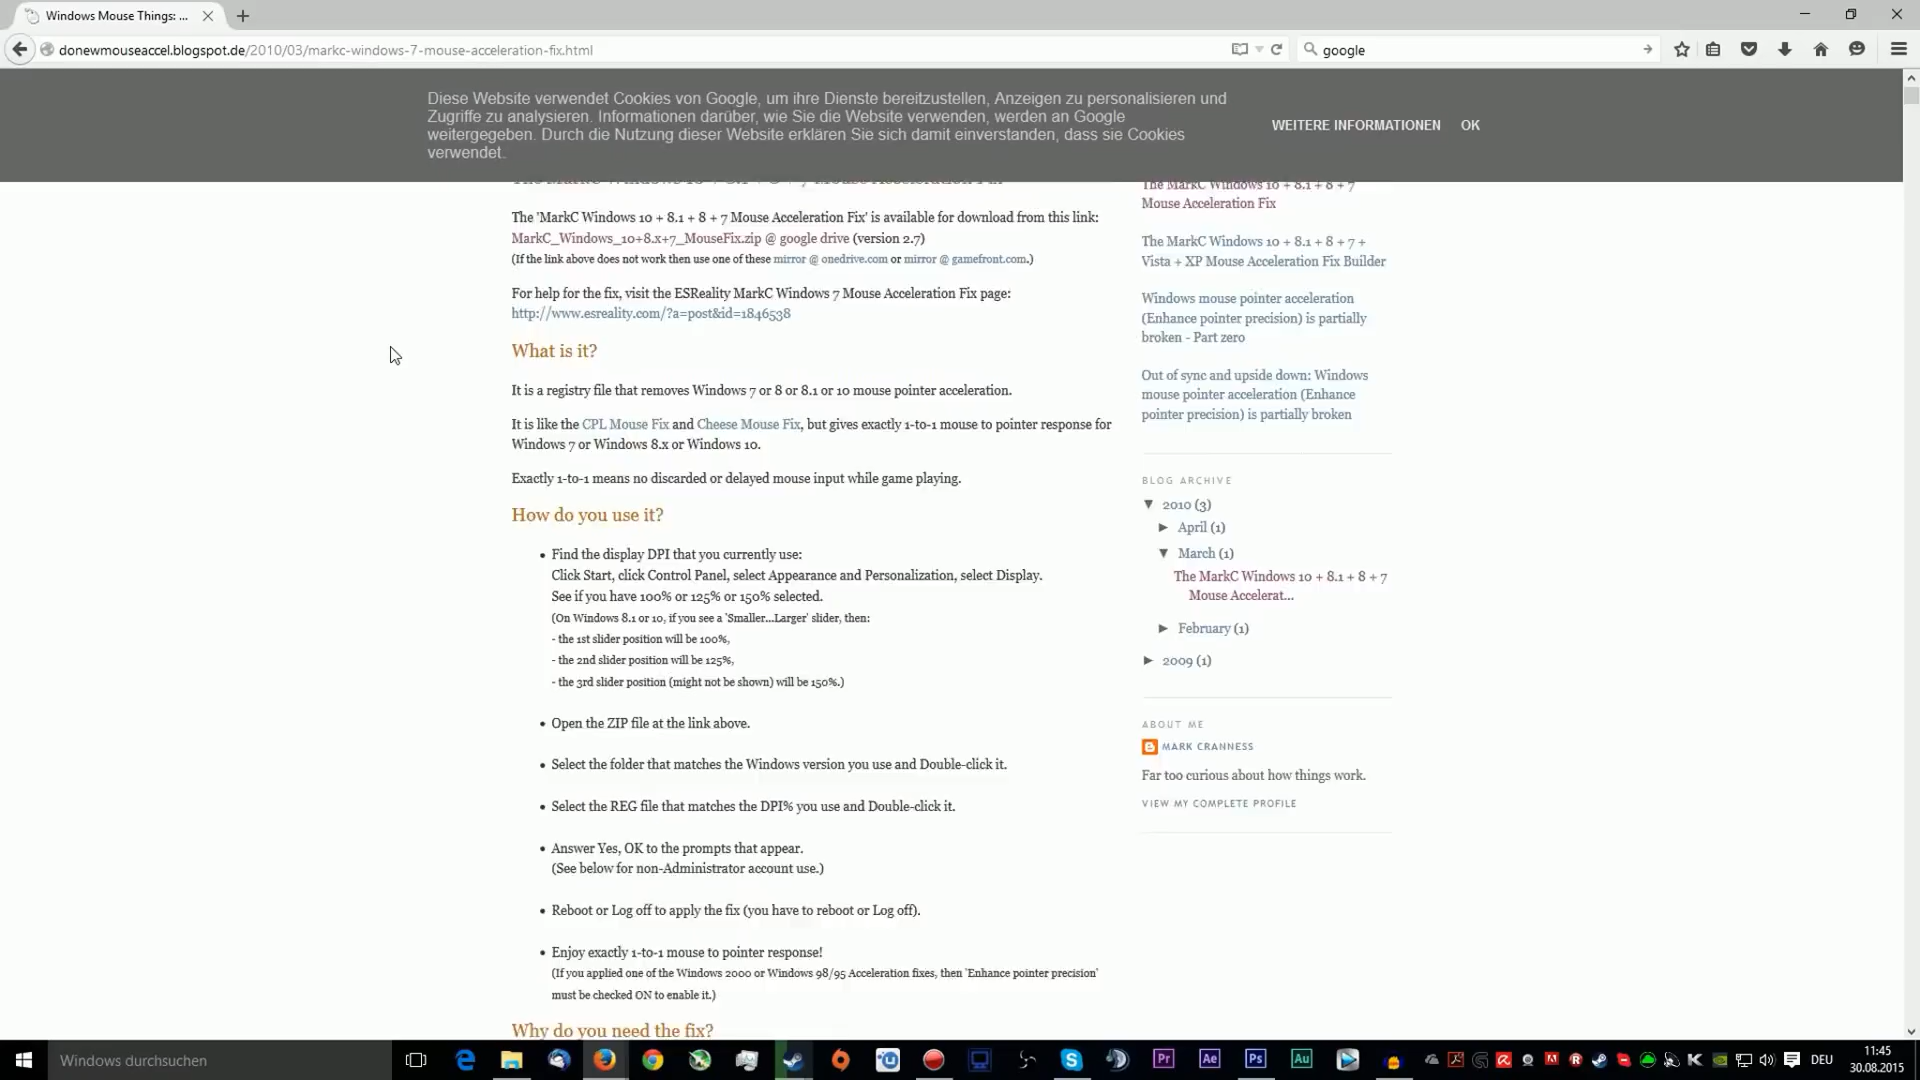 Windows Mouse Things: ...
donewmouseaccel.blogspot.de/2010/03/markc-windows-7-mouse-acceleration-fix.html
google
Diese Website verwendet Cookies von Google, um ihre Dienste bereitzustellen, Anzeigen zu personalisieren und
Zugriffe zu analysieren. Informationen darüber, wie Sie die Website verwenden, werden an Google
weitergegeben. Durch die Nutzung dieser Website erklären Sie sich damit einverstanden, dass sie Cookies
verwendet.
WEITERE INFORMATIONEN OK
The 'MarkC Windows 10 + 8.1 + 8 + 7 Mouse Acceleration Fix' is available for download from this link:
MarkC_Windows_10+8.x+7_MouseFix.zip @ google drive (version 2.7)
(If the link above does not work then use one of these mirror @ onedrive.com or mirror @ gamefront.com.)
For help for the fix, visit the ESReality MarkC Windows 7 Mouse Acceleration Fix page:
http://www.esreality.com/?a=post&id=1846538
What is it?
It is a registry file that removes Windows 7 or 8 or 8.1 or 10 mouse pointer acceleration.
It is like the CPL Mouse Fix and Cheese Mouse Fix, but gives exactly 1-to-1 mouse to pointer response for
Windows 7 or Windows 8.x or Windows 10.
Exactly 1-to-1 means no discarded or delayed mouse input while game playing.
How do you use it?
• Find the display DPI that you currently use:
Click Start, click Control Panel, select Appearance and Personalization, select Display.
See if you have 100% or 125% or 150% selected.
(On Windows 8.1 or 10, if you see a 'Smaller...Larger' slider, then:
- the 1st slider position will be 100%,
- the 2nd slider position will be 125%,
- the 3rd slider position (might not be shown) will be 150%.)
• Open the ZIP file at the link above.
• Select the folder that matches the Windows version you use and Double-click it.
• Select the REG file that matches the DPI% you use and Double-click it.
• Answer Yes, OK to the prompts that appear.
(See below for non-Administrator account use.)
• Reboot or Log off to apply the fix (you have to reboot or Log off).
• Enjoy exactly 1-to-1 mouse to pointer response!
(If you applied one of the Windows 2000 or Windows 98/95 Acceleration fixes, then 'Enhance pointer precision'
must be checked ON to enable it.)
Why do you need the fix?
The MarkC Windows 10 + 8.1 + 8 + 7
Mouse Acceleration Fix
The MarkC Windows 10 + 8.1 + 8 + 7 +
Vista + XP Mouse Acceleration Fix Builder
Windows mouse pointer acceleration
(Enhance pointer precision) is partially
broken - Part zero
Out of sync and upside down: Windows
mouse pointer acceleration (Enhance
pointer precision) is partially broken
BLOG ARCHIVE
▼ 2010 (3)
► April (1)
▼ March (1)
The MarkC Windows 10 + 8.1 + 8 + 7
Mouse Accelerat...
► February (1)
► 2009 (1)
ABOUT ME
MARK CRANNESS
Far too curious about how things work.
VIEW MY COMPLETE PROFILE
Windows durchsuchen
Pr Ae Ps Au
DEU
11:45
30.08.2015